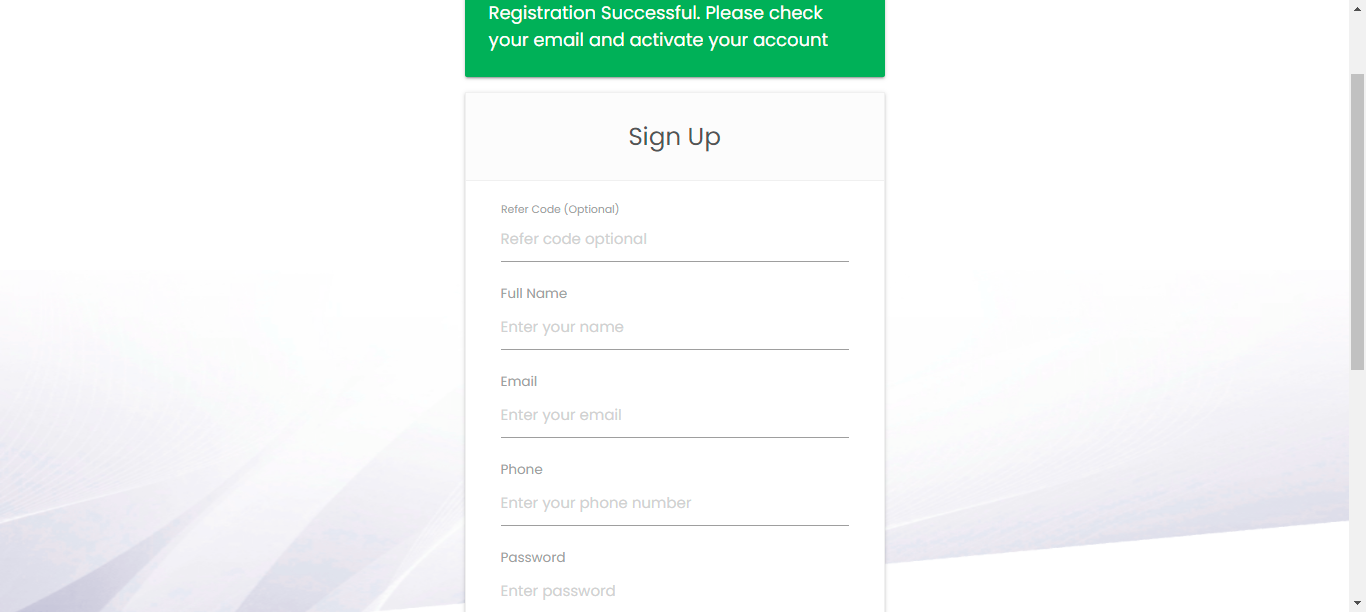 Registration Successful. Please check
your email and activate your account
Sign Up
Refer Code (Optional)
Refer code optional
Full Name
Enter your name
Email
Enter your email
Phone
Enter your phone number
Password
Enter password